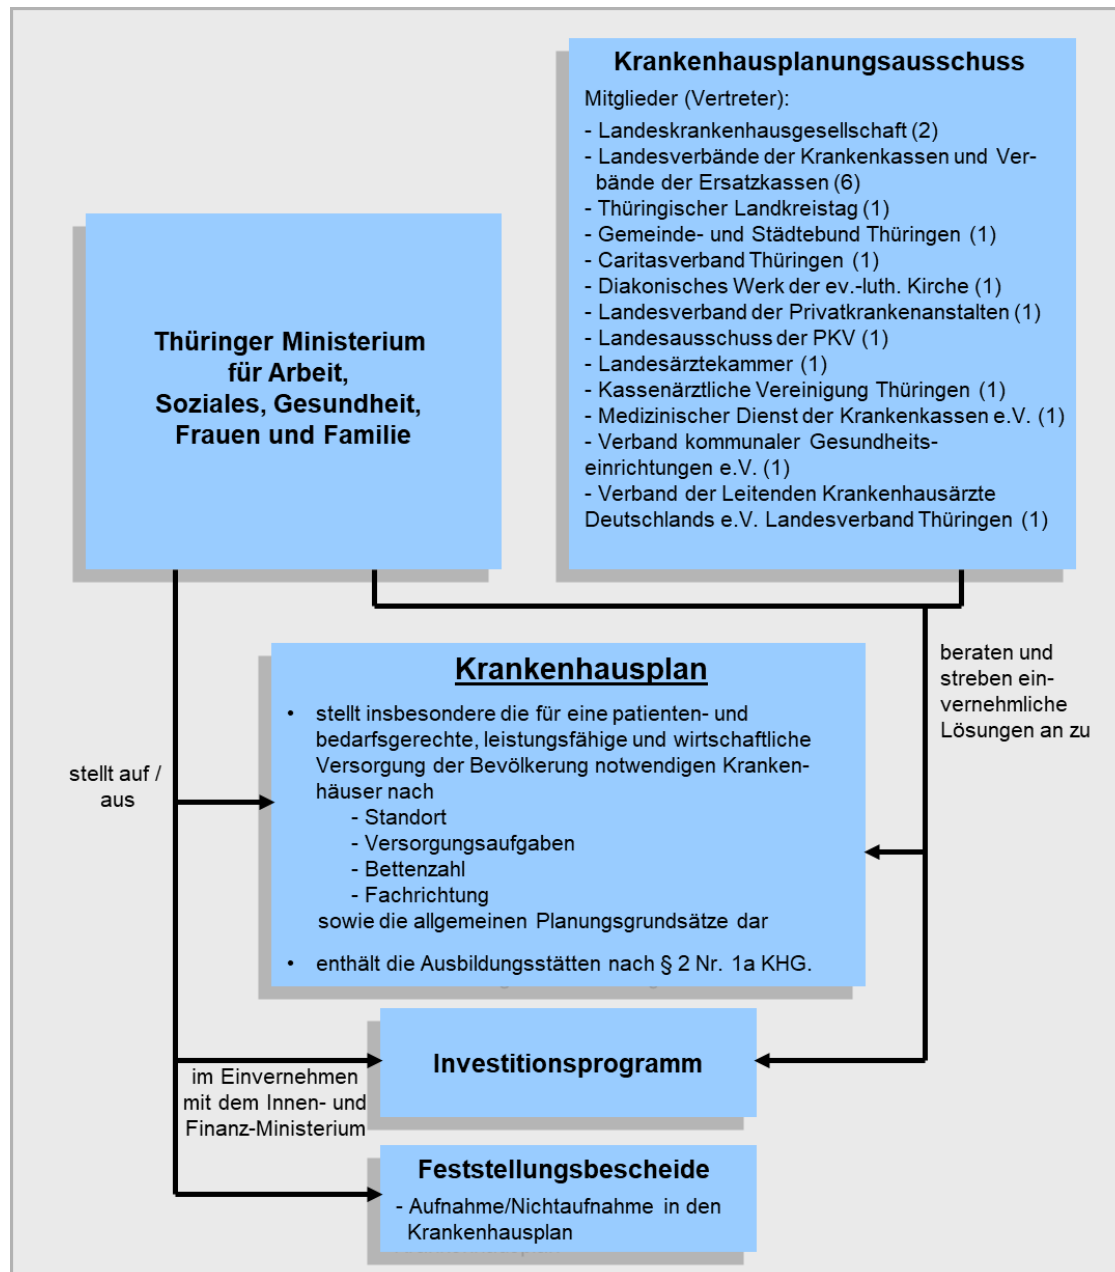 Krankenhausplanungsausschuss
Mitglieder (Vertreter):
- Landeskrankenhausgesellschaft (2)
- Landesverbände der Krankenkassen und Ver-
bände der Ersatzkassen (6)
- Thüringischer Landkreistag (1)
- Gemeinde- und Städtebund Thüringen (1)
- Caritasverband Thüringen (1)
- Diakonisches Werk der ev.-luth. Kirche (1)
- Landesverband der Privatkrankenanstalten (1)
- Landesausschuss der PKV (1)
- Landesärztekammer (1)
- Kassenärztliche Vereinigung Thüringen (1)
- Medizinischer Dienst der Krankenkassen e.V. (1)
- Verband kommunaler Gesundheits-
einrichtungen e.V. (1)
- Verband der Leitenden Krankenhausärzte
Deutschlands e.V. Landesverband Thüringen (1)
Thüringer Ministerium
für Arbeit,
Soziales, Gesundheit,
Frauen und Familie
beraten und
streben ein-
vernehmliche
Lösungen an zu
Krankenhausplan
• stellt insbesondere die für eine patienten- und
bedarfsgerechte, leistungsfähige und wirtschaftliche
Versorgung der Bevölkerung notwendigen Kranken-
häuser nach
- Standort
- Versorgungsaufgaben
- Bettenzahl
- Fachrichtung
sowie die allgemeinen Planungsgrundsätze dar
• enthält die Ausbildungsstätten nach § 2 Nr. 1a KHG.
stellt auf /
aus
Investitionsprogramm
im Einvernehmen
mit dem Innen- und
Finanz-Ministerium
Feststellungsbescheide
- Aufnahme/Nichtaufnahme in den
Krankenhausplan